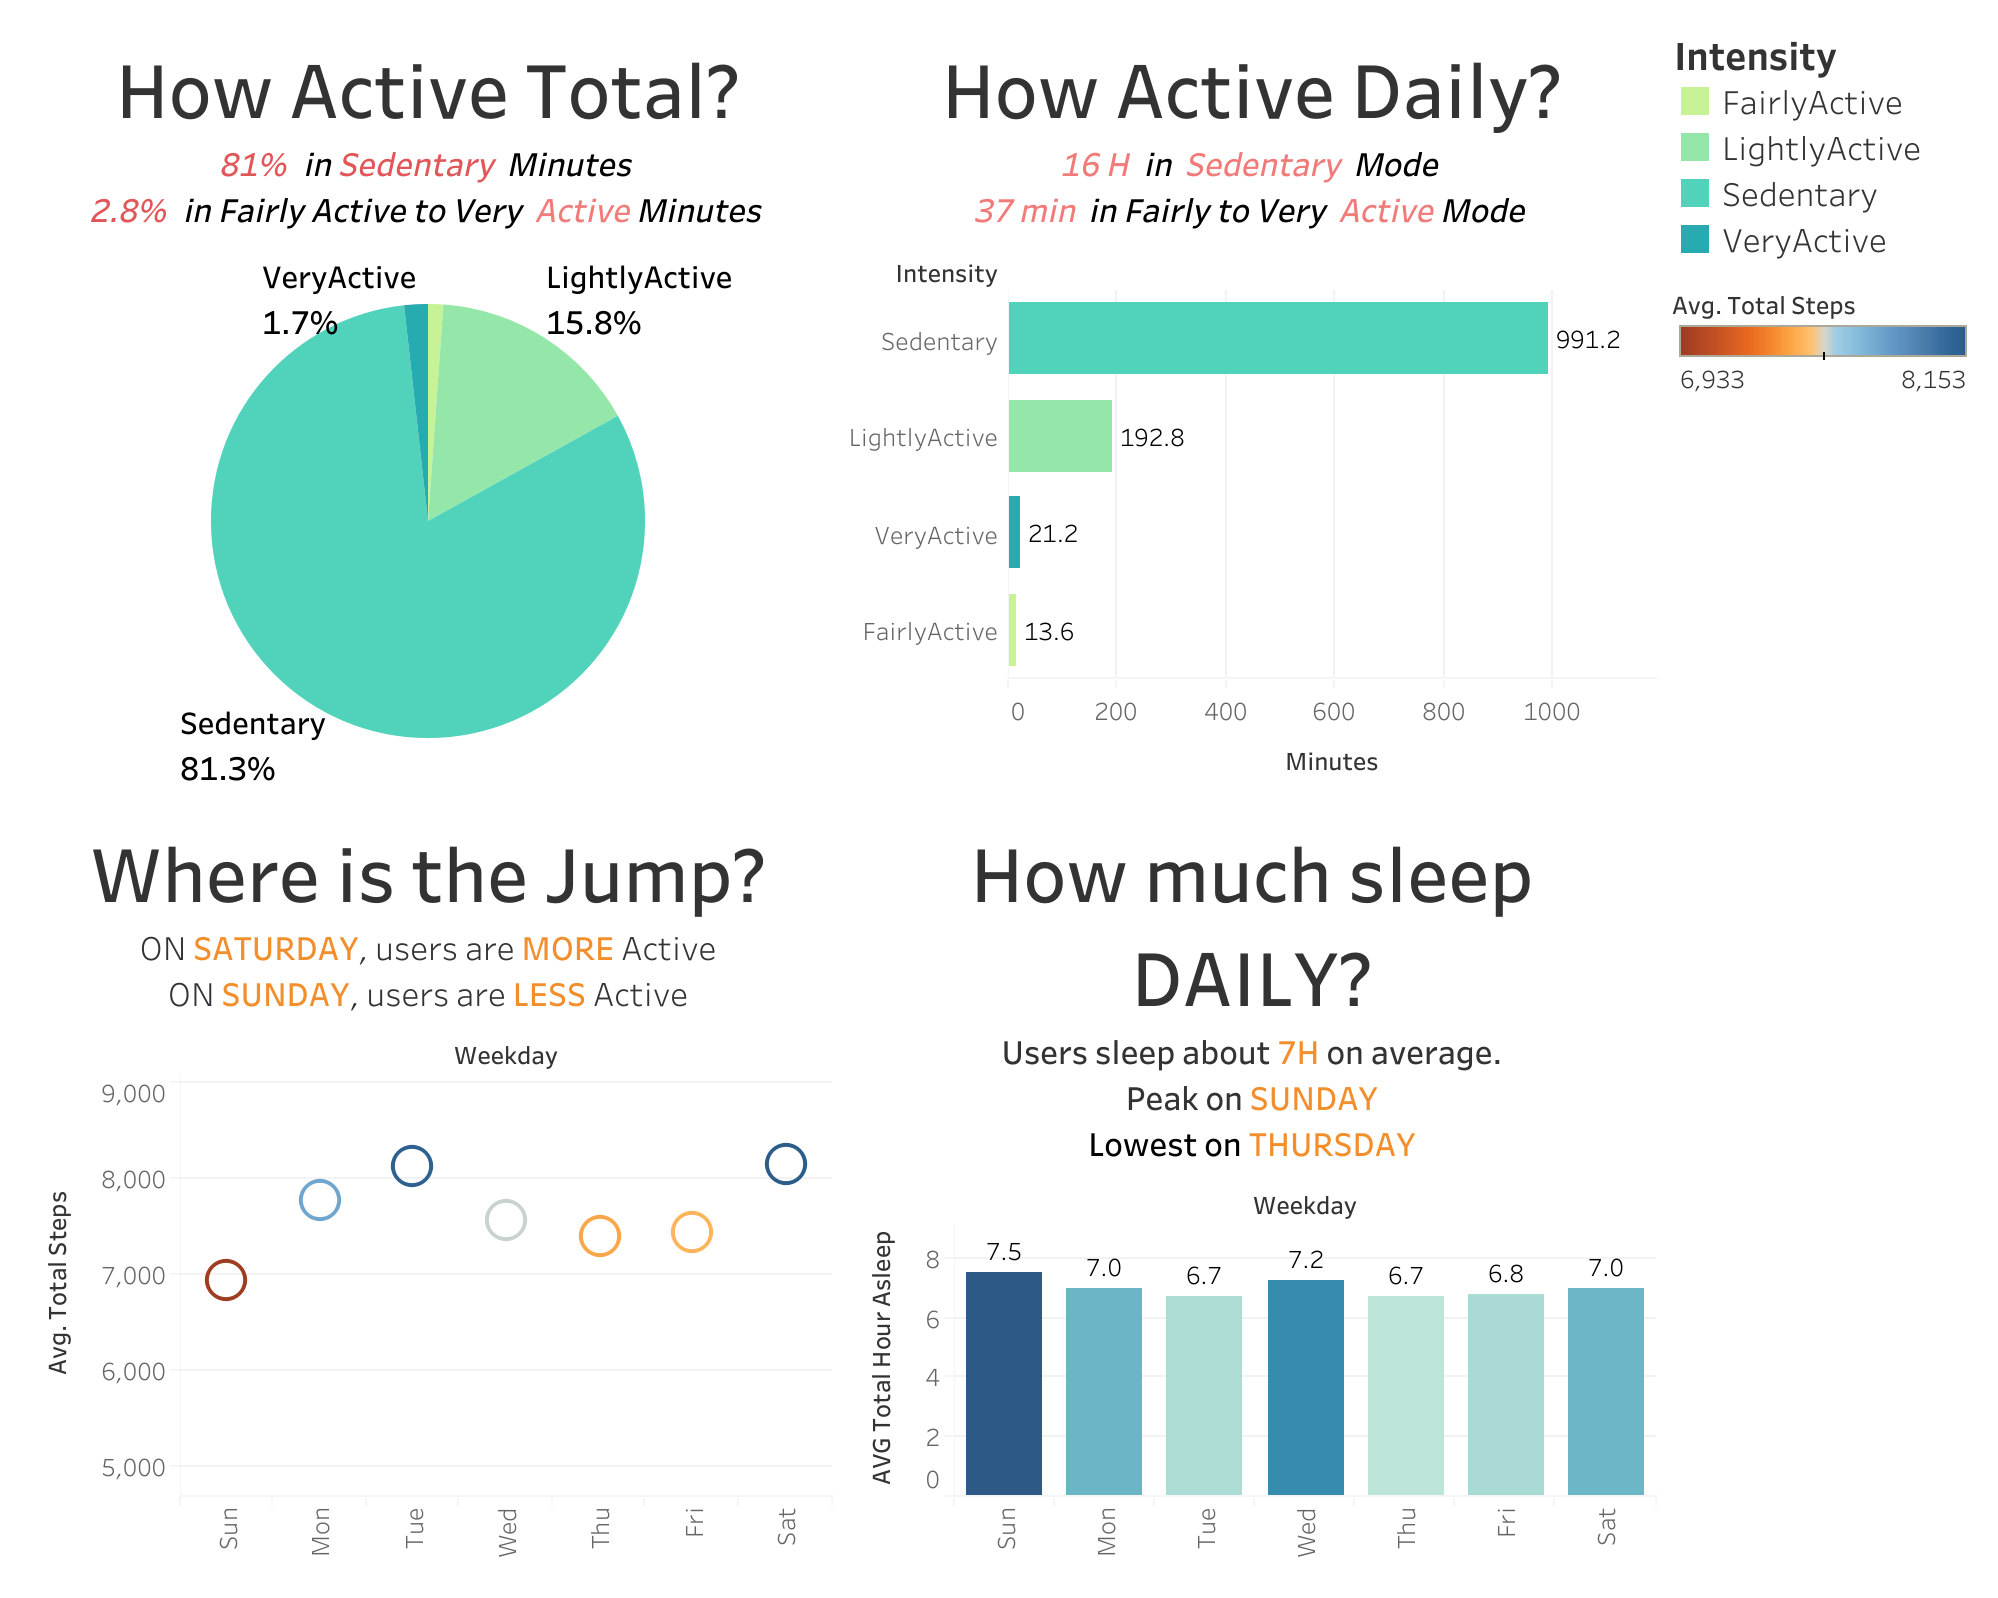 How Active Total?
81% in Sedentary Minutes
2.8% in Fairly Active to Very Active Minutes
VeryActive
1.7%
LightlyActive
15.8%
Sedentary
81.3%
How Active Daily?
16 H in Sedentary Mode
37 min in Fairly to Very Active Mode
Intensity
Sedentary
991.2
LightlyActive
192.8
VeryActive
21.2
FairlyActive
13.6
0 200 400 600 800 1000
Minutes
Intensity
FairlyActive
LightlyActive
Sedentary
VeryActive
Avg. Total Steps
6,933 8,153
Where is the Jump?
ON SATURDAY, users are MORE Active
ON SUNDAY, users are LESS Active
Weekday
Avg. Total Steps
9,000
8,000
7,000
6,000
5,000
Sun Mon Tue Wed Thu Fri Sat
How much sleep
DAILY?
Users sleep about 7H on average.
Peak on SUNDAY
Lowest on THURSDAY
Weekday
AVG Total Hour Asleep
8
6
4
2
0
7.5 7.0 6.7 7.2 6.7 6.8 7.0
Sun Mon Tue Wed Thu Fri Sat